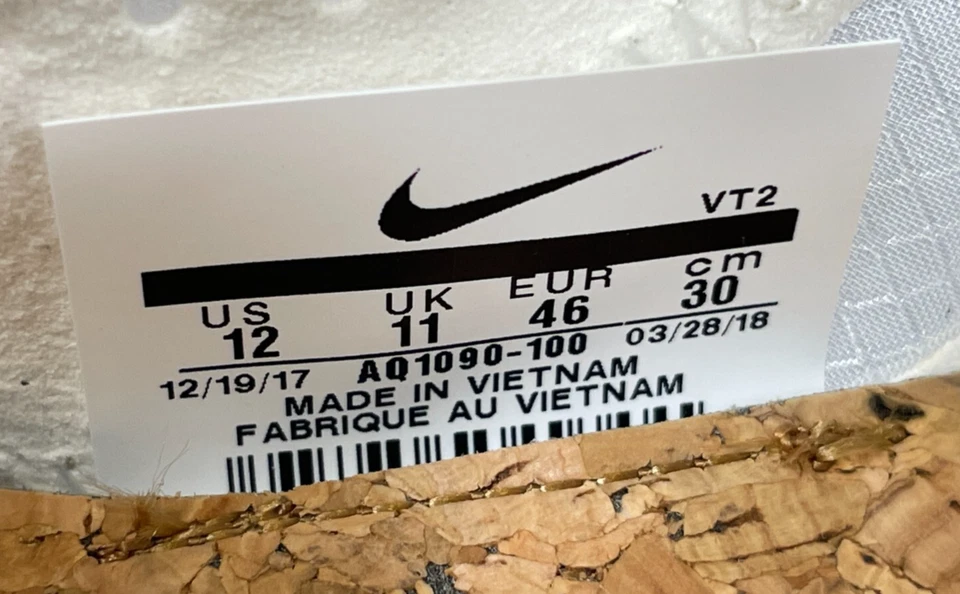 VT2
US UK EUR cm
12 11 46 30
12/19/17 AQ1090-100 03/28/18
MADE IN VIETNAM
FABRIQUE AU VIETNAM